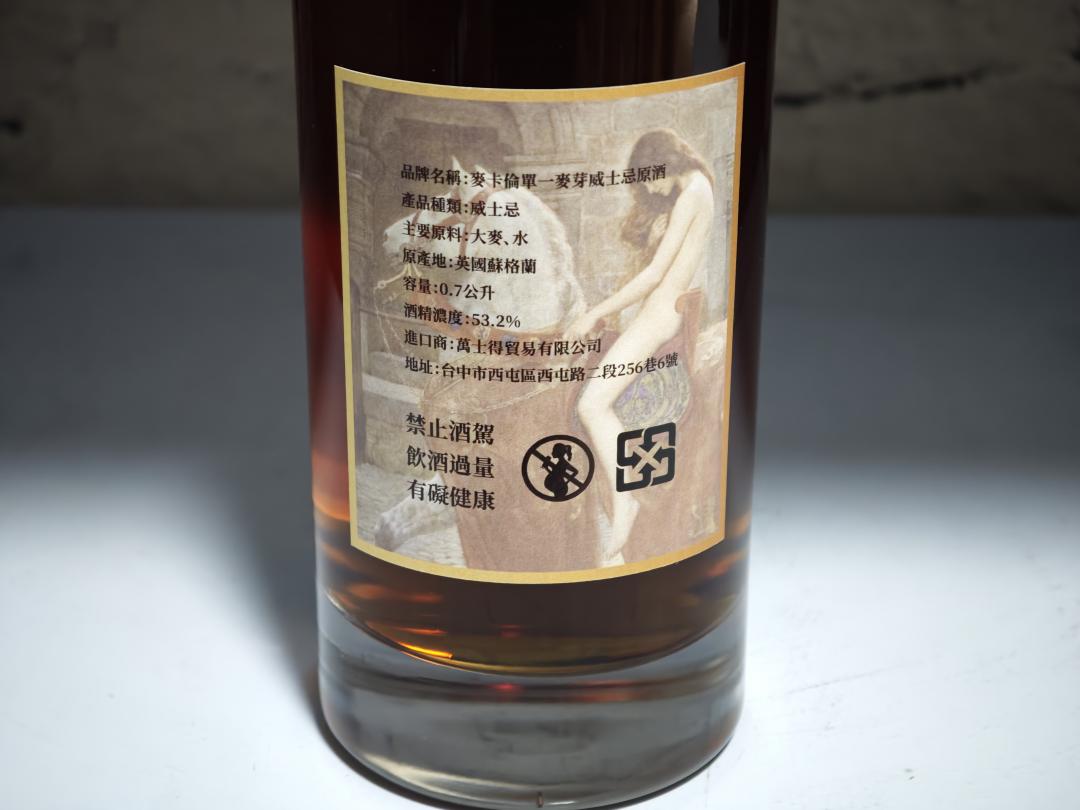 品牌名稱:麥卡倫單一麥芽威士忌原酒
產品種類:威士忌
主要原料:大麥、水
原產地:英國蘇格蘭
容量:0.7公升
酒精濃度:53.2%
進口商:萬士得貿易有限公司
地址:台中市西屯區西屯路二段256巷6號
禁止酒駕
飲酒過量
有礙健康